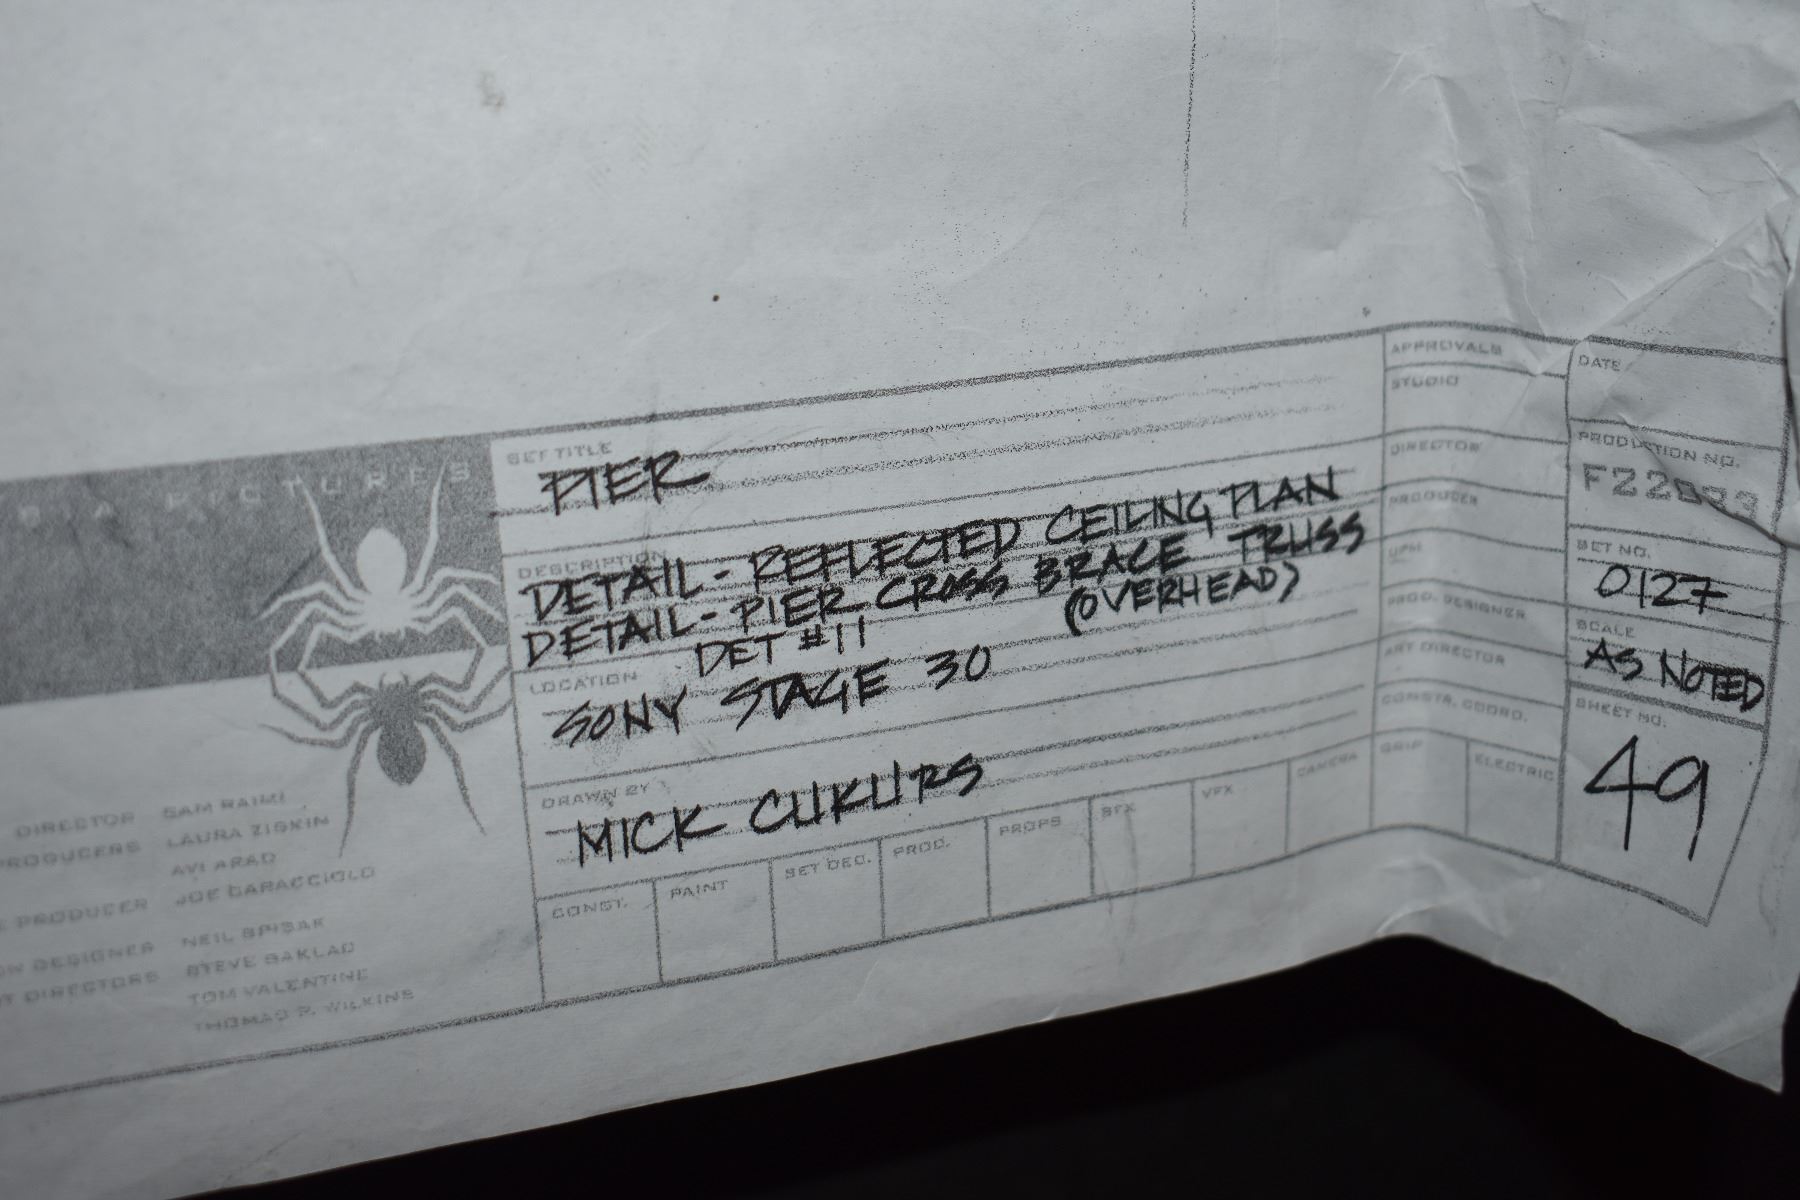 PICTURES
SET TITLE
PIER
DESCRIPTION
DETAIL - REFLECTED CEILING PLAN
DETAIL - PIER CROSS BRACE TRUSS
DET #11 (OVERHEAD)
LOCATION
SONY STAGE 30
DRAWN BY
MICK CUKURS
CONST. PAINT SET DEC. PROD. PROPS SFX VFX CAMERA GRIP ELECTRIC
APPROVALS
STUDIO
DIRECTOR
PRODUCER
UPM
PROD. DESIGNER
ART DIRECTOR
CONSTR. COORD.
DATE
PRODUCTION NO.
SET NO.
0127
SCALE
AS NOTED
SHEET NO.
49
DIRECTOR SAM RAIMI
PRODUCERS LAURA ZISKIN
AVI ARAD
E PRODUCER JOE CARACCIOLO
ON DESIGNER NEIL SPISAK
T DIRECTORS STEVE SAKLAD
TOM VALENTINE
THOMAS P. WILKINS